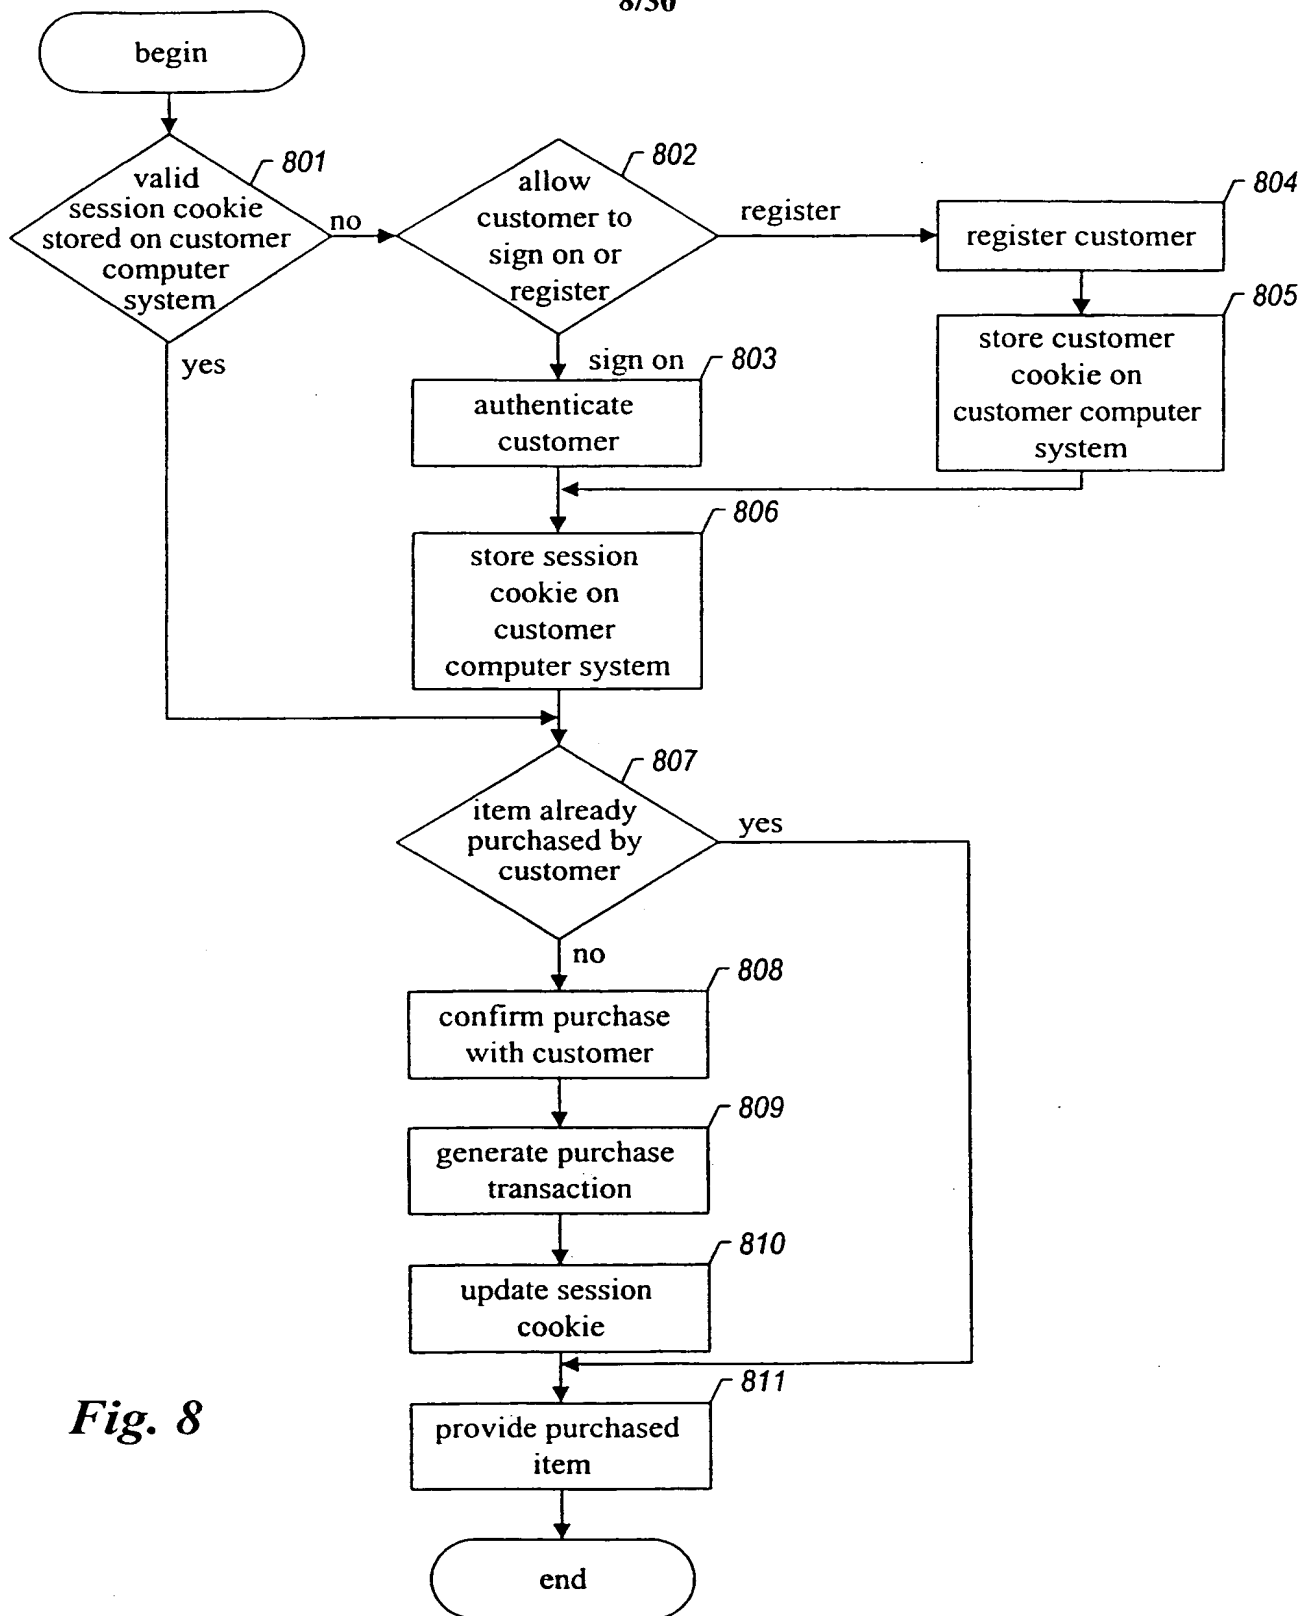 8/30
begin
801
valid
session cookie
stored on customer
computer
system
no
yes
802
allow
customer to
sign on or
register
register
sign on
804
register customer
805
store customer
cookie on
customer computer
system
803
authenticate
customer
806
store session
cookie on
customer
computer system
807
item already
purchased by
customer
yes
no
808
confirm purchase
with customer
809
generate purchase
transaction
810
update session
cookie
811
provide purchased
item
end
Fig. 8